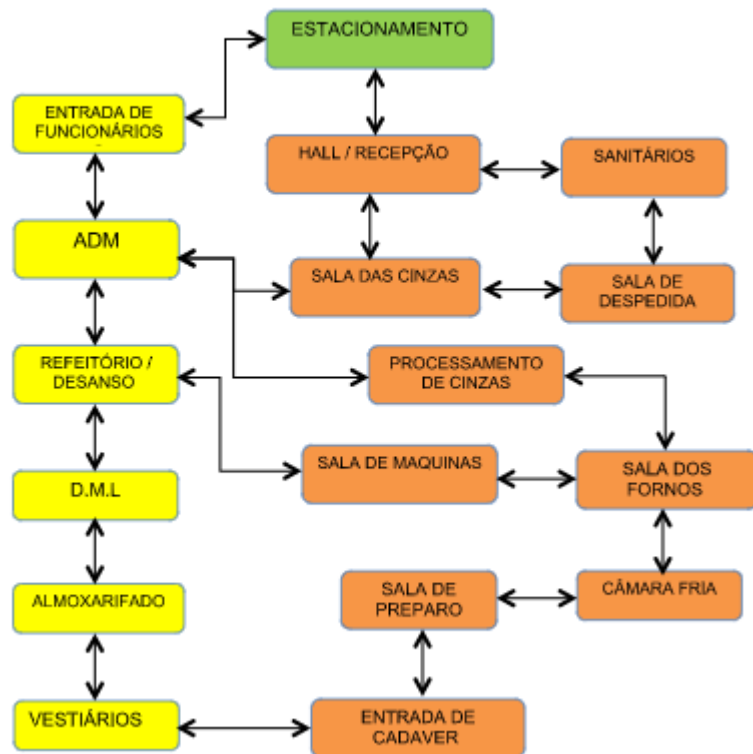 ESTACIONAMENTO
ENTRADA DE
FUNCIONÁRIOS
HALL / RECEPÇÃO
SANITÁRIOS
ADM
SALA DAS CINZAS
SALA DE
DESPEDIDA
REFEITÓRIO /
DESANSO
PROCESSAMENTO
DE CINZAS
SALA DE MAQUINAS
SALA DOS
FORNOS
D.M.L
ALMOXARIFADO
SALA DE
PREPARO
CÂMARA FRIA
VESTIÁRIOS
ENTRADA DE
CADAVER